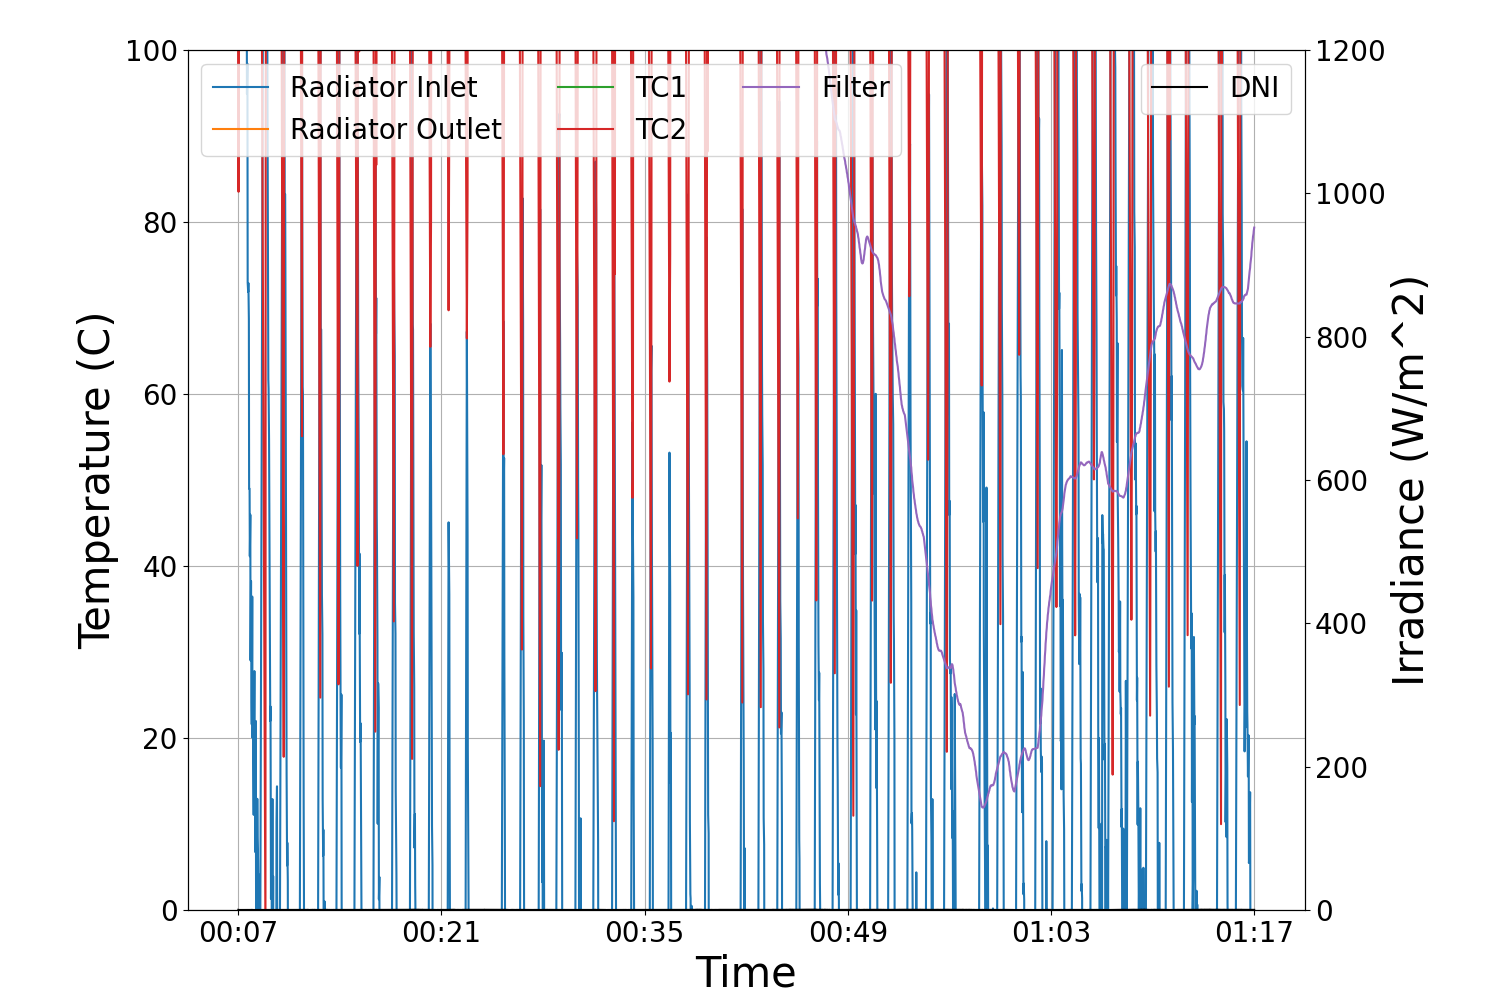 100
80
60
40
20
0
Temperature (C)
Radiator Inlet
Radiator Outlet
TC1
TC2
Filter
DNI
1200
1000
800
600
400
200
0
Irradiance (W/m^2)
00:07 00:21 00:35 00:49 01:03 01:17
Time